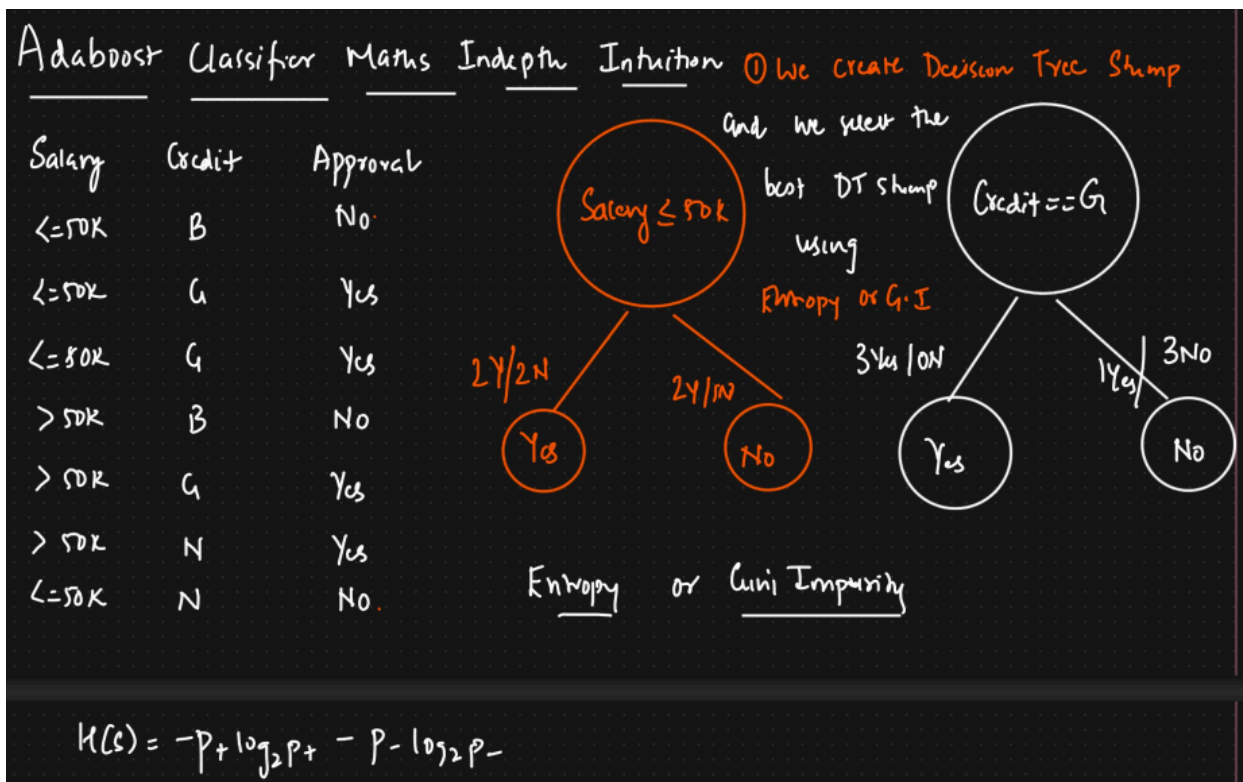 Adaboost Classifier Maths Indepth Intuition
① We create Decision Tree Stump
and we select the
best DT stump
using
Entropy or G.I
Salary Credit Approval
<=50K B No
<=50K G Yes
<=50K G Yes
>50K B No
>50K G Yes
>50K N Yes
<=50K N No
Salary ≤ 50K
2Y/2N
2Y/1N
Yes
No
Credit==G
3Yes/0N
1Yes/3No
Yes
No
Entropy or Gini Impurity
H(S) = -P+ log2 P+ - P- log2 P-